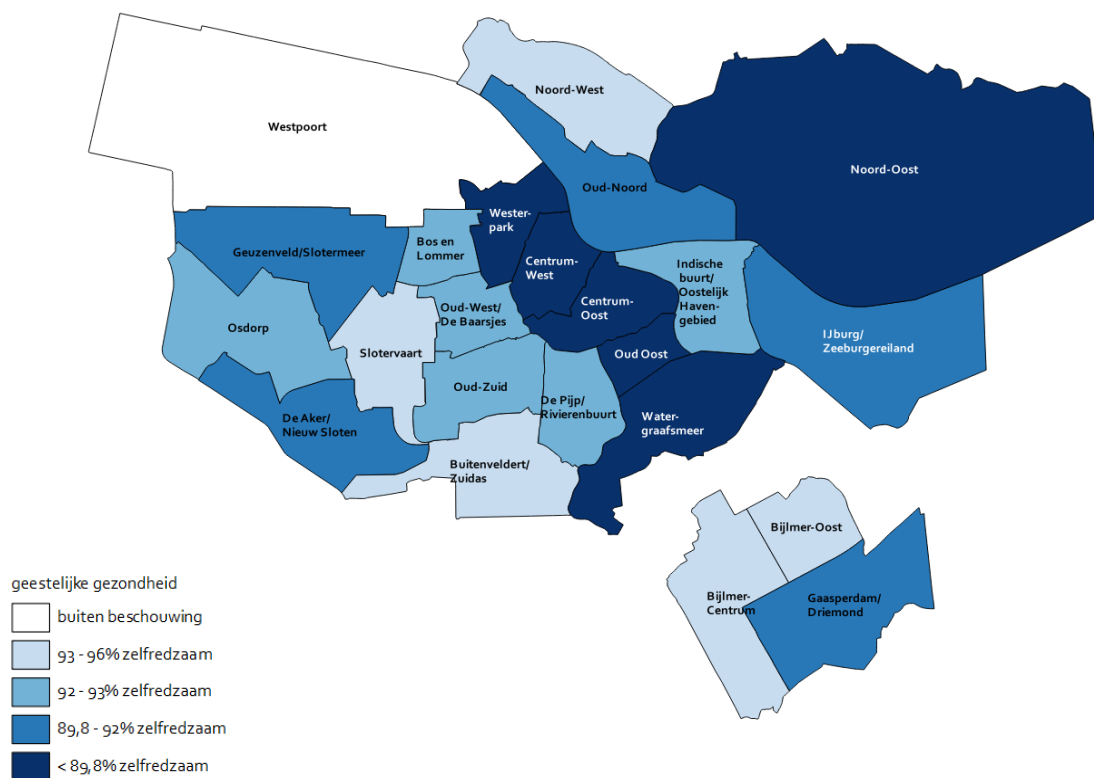 Noord-West
Westpoort
Noord-Oost
Oud-Noord
Wester-
park
Geuzenveld/Slotermeer
Bos en
Lommer
Centrum-
West
Indische
buurt/
Oostelijk
Haven-
gebied
Centrum-
Oost
Oud-West/
De Baarsjes
Osdorp
IJburg/
Zeeburgereiland
Slotervaart
Oud Oost
Oud-Zuid
De Pijp/
Rivierenbuurt
De Aker/
Nieuw Sloten
Water-
graafsmeer
Buitenveldert/
Zuidas
Bijlmer-Oost
Bijlmer-
Centrum
Gaasperdam/
Driemond
geestelijke gezondheid
buiten beschouwing
93 - 96% zelfredzaam
92 - 93% zelfredzaam
89,8 - 92% zelfredzaam
< 89,8% zelfredzaam